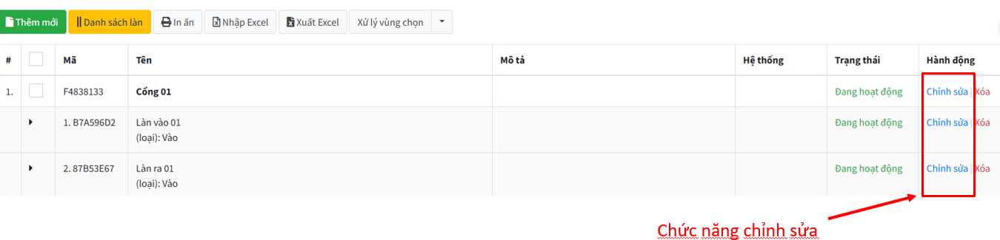 Thêm mới Danh sách làn In ấn Nhập Excel Xuất Excel Xử lý vùng chọn
# Mã Tên Mô tả Hệ thống Trạng thái Hành động
1. F4838133 Cổng 01 Đang hoạt động Chỉnh sửa | Xóa
1. B7A596D2 Làn vào 01 Đang hoạt động Chỉnh sửa | Xóa
(loại): Vào
2. 87B53E67 Làn ra 01 Đang hoạt động Chỉnh sửa | Xóa
(loại): Vào
Chức năng chỉnh sửa